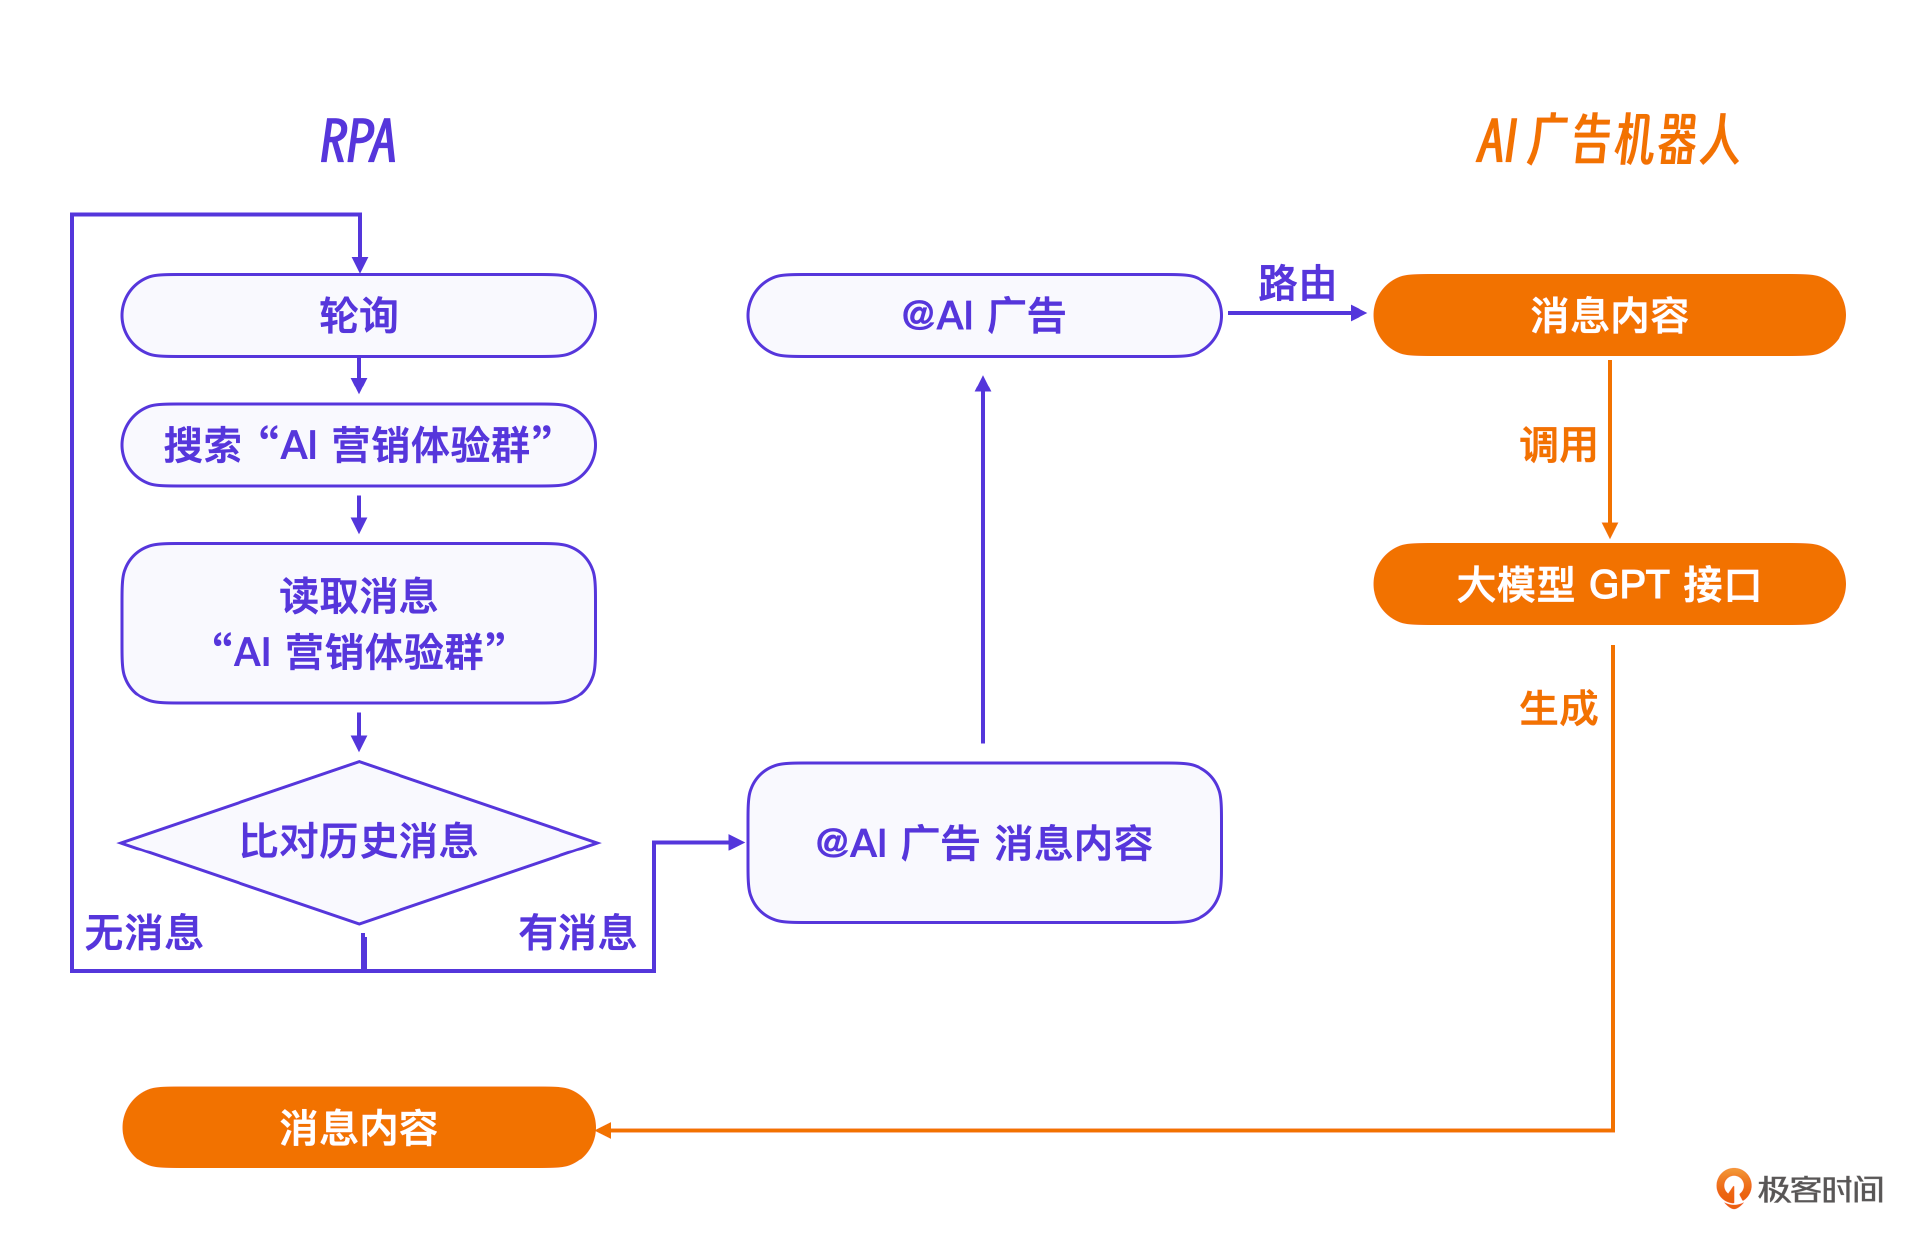 RPA
AI 广告机器人
轮询
@AI 广告
路由
消息内容
搜索 “AI 营销体验群”
调用
读取消息
“AI 营销体验群”
大模型 GPT 接口
生成
比对历史消息
@AI 广告 消息内容
无消息
有消息
消息内容
极客时间